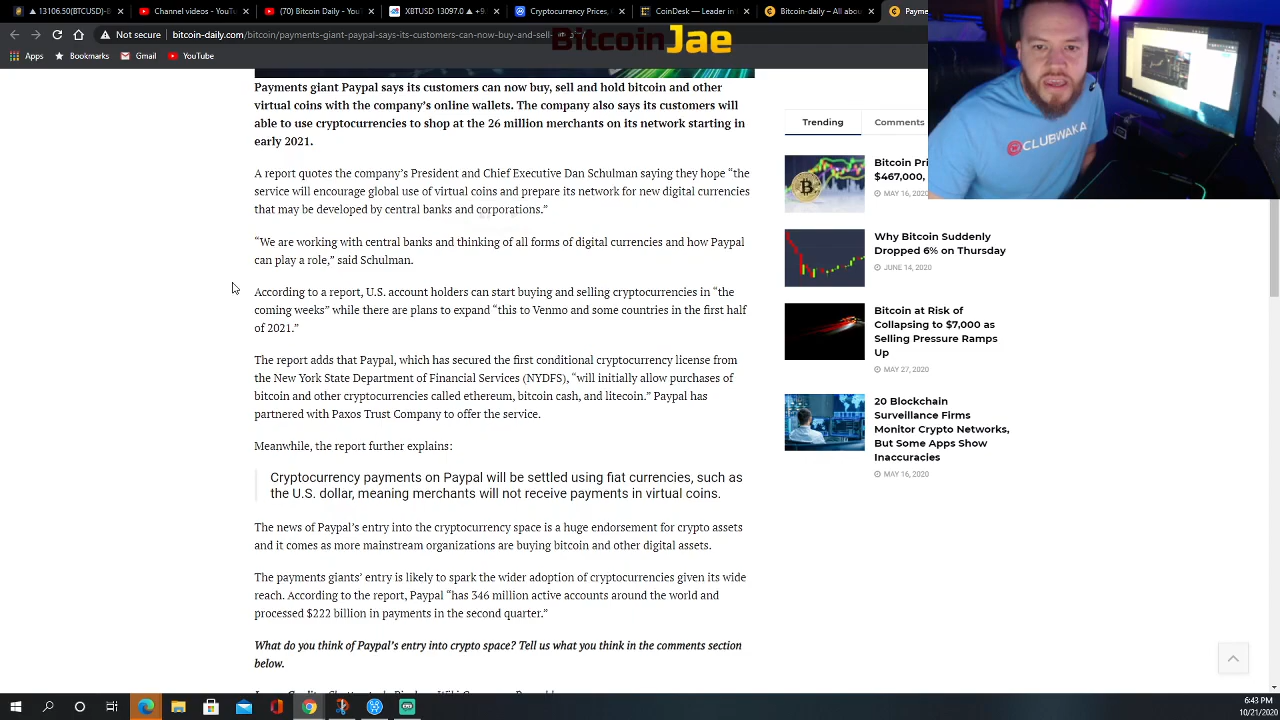 13106.50(BTCUSD-
Channel videos - YouTube
(70) Bitcoin Daily - YouTube
XBTUSD 13097.0 ▲ +9.
Cryptocurrency Prices,
CoinDesk — Leader in
Bitcoin-daily – All abou
Not secure
bitcoin-daily.com/bitcoin/payments-giant-paypal-says-its-customers-can-now-buy-and-sell
BitcoinJae
Apps
Bookmarks
Gmail
YouTube
Payments giant Paypal says its customers can now buy, sell and hold bitcoin and other
virtual coins with the company's online wallets. The company also says its customers will
able to use cryptocurrencies to shop at the 26 million merchants on its network starting in
early 2021.
A report quotes the company's President and Chief Executive Dan Schulman saying they hope "the
service will encourage global use of virtual coins and prepare its network for new digital currencies
that may be developed by central banks and corporations."
"We are working with central banks and thinking of all forms of digital currencies and how Paypal
can play a role," said Schulman.
According to a report, U.S. account holders can start buying and selling cryptocurrencies in "the
coming weeks" while there are plans to expand "this to Venmo and some countries in the first half
of 2021."
The report adds that Paypal, which has secured the first conditional cryptocurrency license from
the New York State Department of Financial Services (NYDFS), "will initially allow purchases of
bitcoin and other cryptocurrencies called ethereum, bitcoin cash, and litecoin." Paypal has
partnered with Paxos Trust Company to offer the service.
Meanwhile, the report further explains:
Cryptocurrency payments on Paypal will be settled using fiat currencies, such as
the U.S. dollar, meaning merchants will not receive payments in virtual coins.
The news of Paypal's entry into the cryptocurrency space is a huge endorsement for crypto assets
and it comes as more mainstream organizations are buying bitcoin and other digital assets.
The payments giants' entry is likely to spark the wider adoption of cryptocurrencies given its wide
reach. According to the report, Paypal "has 346 million active accounts around the world and
processed $222 billion in payments in the second quarter."
What do you think of Paypal's entry into crypto space? Tell us what you think in the comments section
below.
Trending
Comments
Bitcoin Pri
$467,000,
MAY 16, 2020
Why Bitcoin Suddenly
Dropped 6% on Thursday
JUNE 14, 2020
Bitcoin at Risk of
Collapsing to $7,000 as
Selling Pressure Ramps
Up
MAY 27, 2020
20 Blockchain
Surveillance Firms
Monitor Crypto Networks,
But Some Apps Show
Inaccuracies
MAY 16, 2020
@CLUBWAKA
6:43 PM
10/21/2020